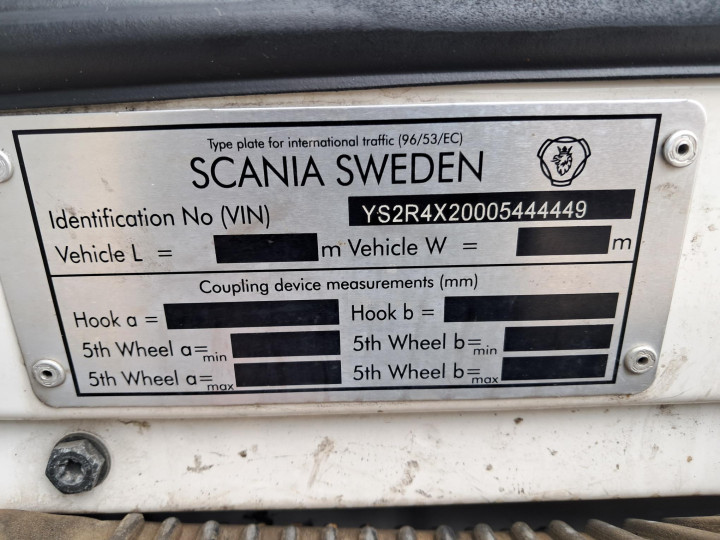 Type plate for international traffic (96/53/EC)
SCANIA SWEDEN
Identification No (VIN) YS2R4X20005444449
Vehicle L = m Vehicle W = m
Coupling device measurements (mm)
Hook a = Hook b =
5th Wheel a=min 5th Wheel b=min
5th Wheel a=max 5th Wheel b=max